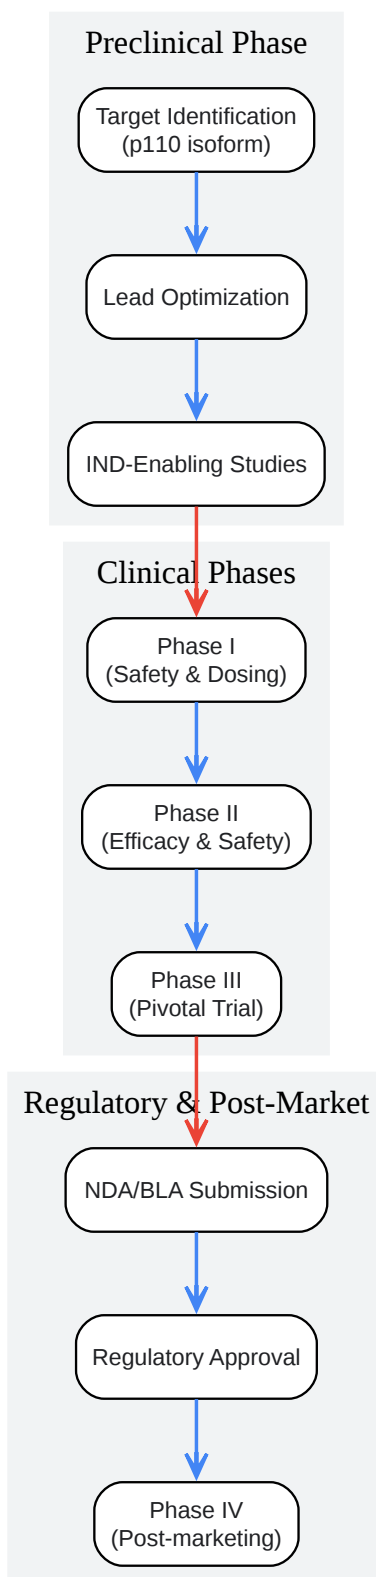 Preclinical Phase
Target Identification
(p110 isoform)
Lead Optimization
IND-Enabling Studies
Clinical Phases
Phase I
(Safety & Dosing)
Phase II
(Efficacy & Safety)
Phase III
(Pivotal Trial)
Regulatory & Post-Market
NDA/BLA Submission
Regulatory Approval
Phase IV
(Post-marketing)